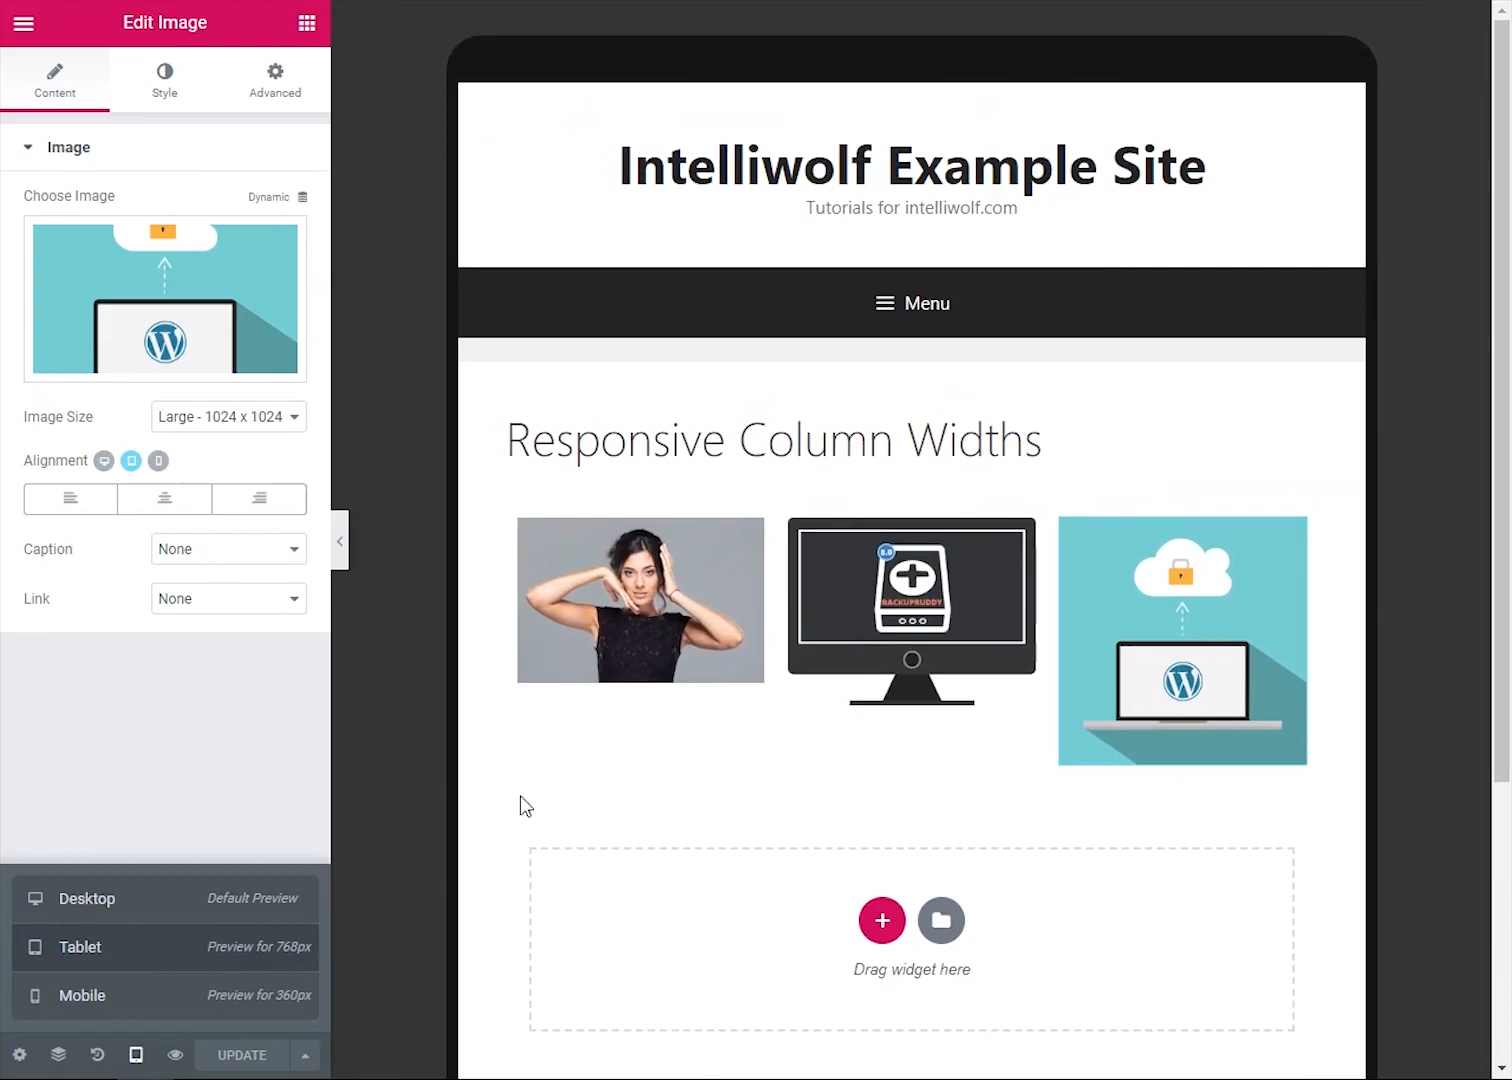 Edit Image
Content
Style
Advanced
Image
Choose Image
Dynamic
Image Size
Large - 1024 x 1024
Alignment
Caption
None
Link
None
Desktop
Default Preview
Tablet
Preview for 768px
Mobile
Preview for 360px
UPDATE
Intelliwolf Example Site
Tutorials for intelliwolf.com
Menu
Responsive Column Widths
8.0
BACKUPBUDDY
W
W
Drag widget here